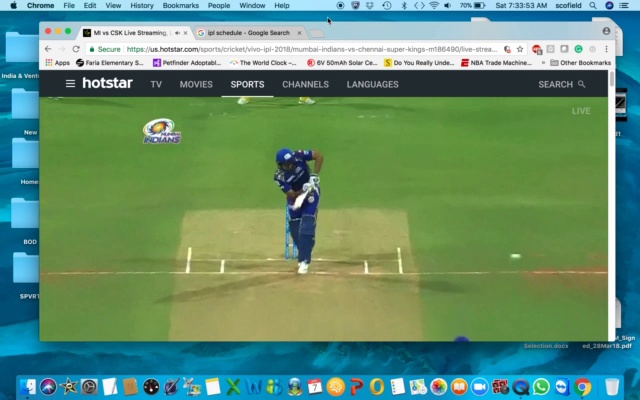 Chrome File Edit View History Bookmarks People Window Help 70% Sat 7:33:53 AM scofield
MI vs CSK Live Streaming, ipl schedule - Google Search
Secure https://us.hotstar.com/sports/cricket/vivo-ipl-2018/mumbai-indians-vs-chennai-super-kings-m186490/live-strea...
Apps Faria Elementary S... Petfinder Adoptabl... The World Clock –... 6V 50mAh Solar Ce... Do You Really Unde... NBA Trade Machine... Other Bookmarks
hotstar TV MOVIES SPORTS CHANNELS LANGUAGES SEARCH
LIVE
MUMBAI
INDIANS
India & Ven
New
Home
BOD
SPVRT
Selection.docs
ed_28Mar18.pdf
7